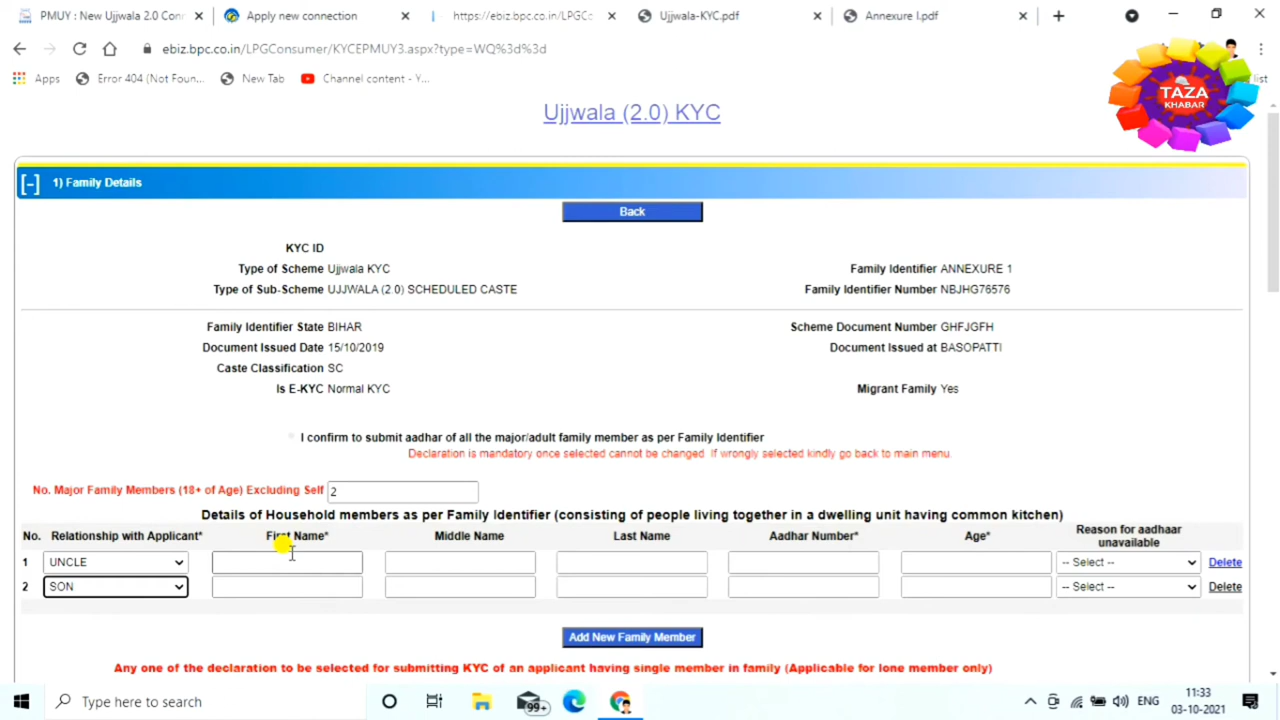 PMUY : New Ujjwala 2.0 Conn
Apply new connection
https://ebiz.bpc.co.in/LPGCo
Ujjwala-KYC.pdf
Annexure I.pdf
ebiz.bpc.co.in/LPGConsumer/KYCEPMUY3.aspx?type=WQ%3d%3d
Apps
Error 404 (Not Foun...
New Tab
Channel content - Y...
list
TAZA
KHABAR
Ujjwala (2.0) KYC
[-] 1) Family Details
Back
KYC ID
Type of Scheme Ujjwala KYC Family Identifier ANNEXURE 1
Type of Sub-Scheme UJJWALA (2.0) SCHEDULED CASTE Family Identifier Number NBJHG76576
Family Identifier State BIHAR Scheme Document Number GHFJGFH
Document Issued Date 15/10/2019 Document Issued at BASOPATTI
Caste Classification SC
Is E-KYC Normal KYC Migrant Family Yes
I confirm to submit aadhar of all the major/adult family member as per Family Identifier
Declaration is mandatory once selected cannot be changed. If wrongly selected kindly go back to main menu.
No. Major Family Members (18+ of Age) Excluding Self 2
Details of Household members as per Family Identifier (consisting of people living together in a dwelling unit having common kitchen)
No. Relationship with Applicant* First Name* Middle Name Last Name Aadhar Number* Age* Reason for aadhaar unavailable
1 UNCLE -- Select -- Delete
2 SON -- Select -- Delete
Add New Family Member
Any one of the declaration to be selected for submitting KYC of an applicant having single member in family (Applicable for lone member only)
Type here to search
99+
ENG
11:33
03-10-2021